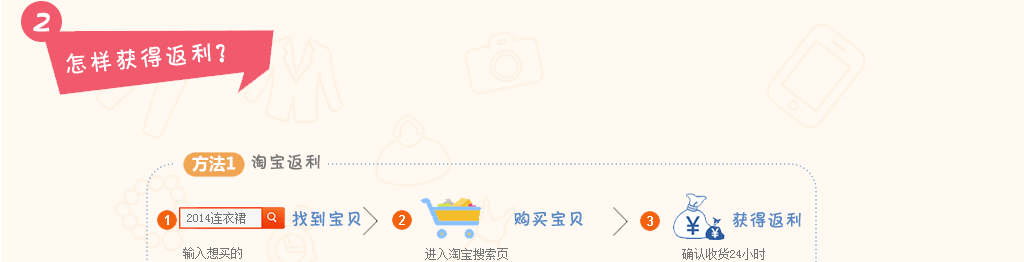 2
怎样获得返利?
方法1 淘宝返利
1 2014连衣裙 找到宝贝 2 购买宝贝 3 ¥ ¥ 获得返利
输入想买的 进入淘宝搜索页 确认收货24小时